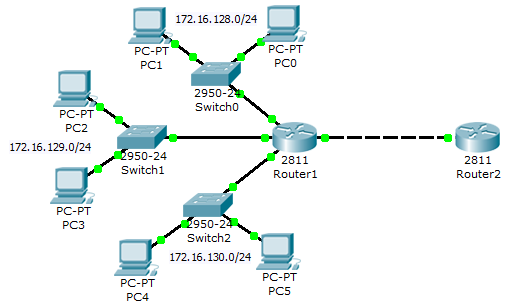 172.16.128.0/24
PC-PT
PC1
PC-PT
PC0
2950-24
Switch0
PC-PT
PC2
172.16.129.0/24
2950-24
Switch1
PC-PT
PC3
2811
Router1
2811
Router2
2950-24
Switch2
172.16.130.0/24
PC-PT
PC4
PC-PT
PC5